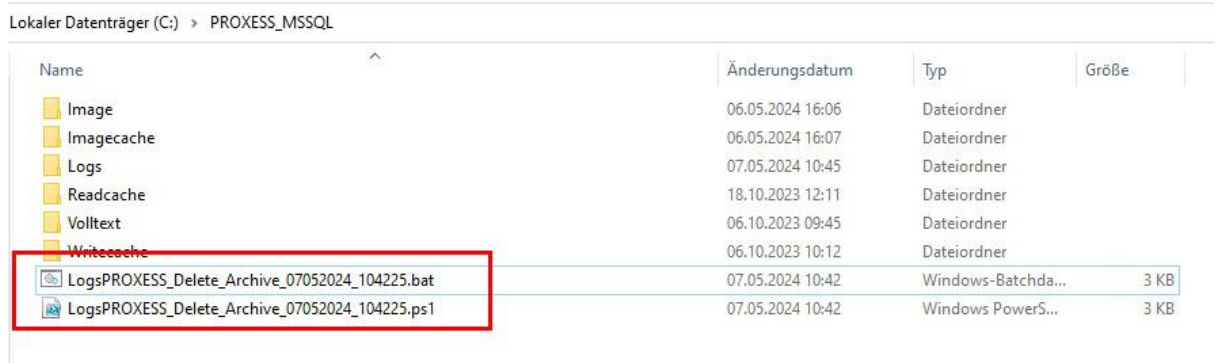 Lokaler Datenträger (C:) > PROXESS_MSSQL
Name Änderungsdatum Typ Größe
Image 06.05.2024 16:06 Dateiordner
Imagecache 06.05.2024 16:07 Dateiordner
Logs 07.05.2024 10:45 Dateiordner
Readcache 18.10.2023 12:11 Dateiordner
Volltext 06.10.2023 09:45 Dateiordner
Writecache 06.10.2023 10:12 Dateiordner
LogsPROXESS_Delete_Archive_07052024_104225.bat 07.05.2024 10:42 Windows-Batchda... 3 KB
LogsPROXESS_Delete_Archive_07052024_104225.ps1 07.05.2024 10:42 Windows PowerS... 3 KB